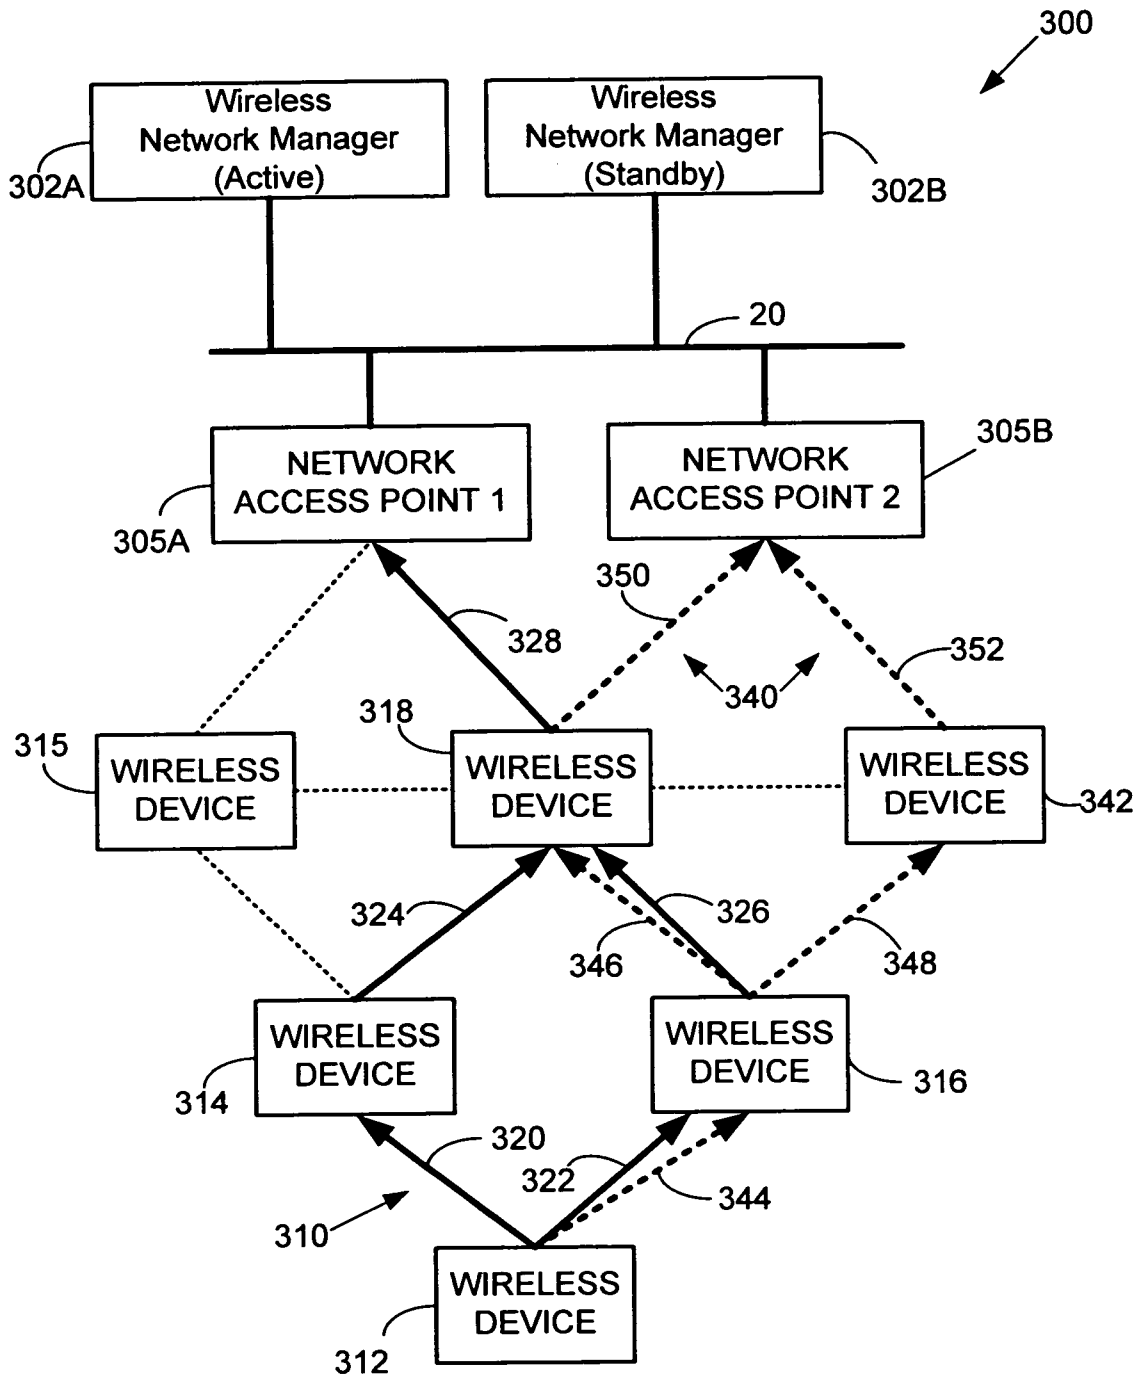 300
Wireless
Network Manager
(Active)
302A
Wireless
Network Manager
(Standby)
302B
20
NETWORK
ACCESS POINT 1
305A
NETWORK
ACCESS POINT 2
305B
350
328
352
340
318
315
WIRELESS
DEVICE
WIRELESS
DEVICE
WIRELESS
DEVICE
342
324
326
346
348
WIRELESS
DEVICE
314
WIRELESS
DEVICE
316
320
322
344
310
WIRELESS
DEVICE
312